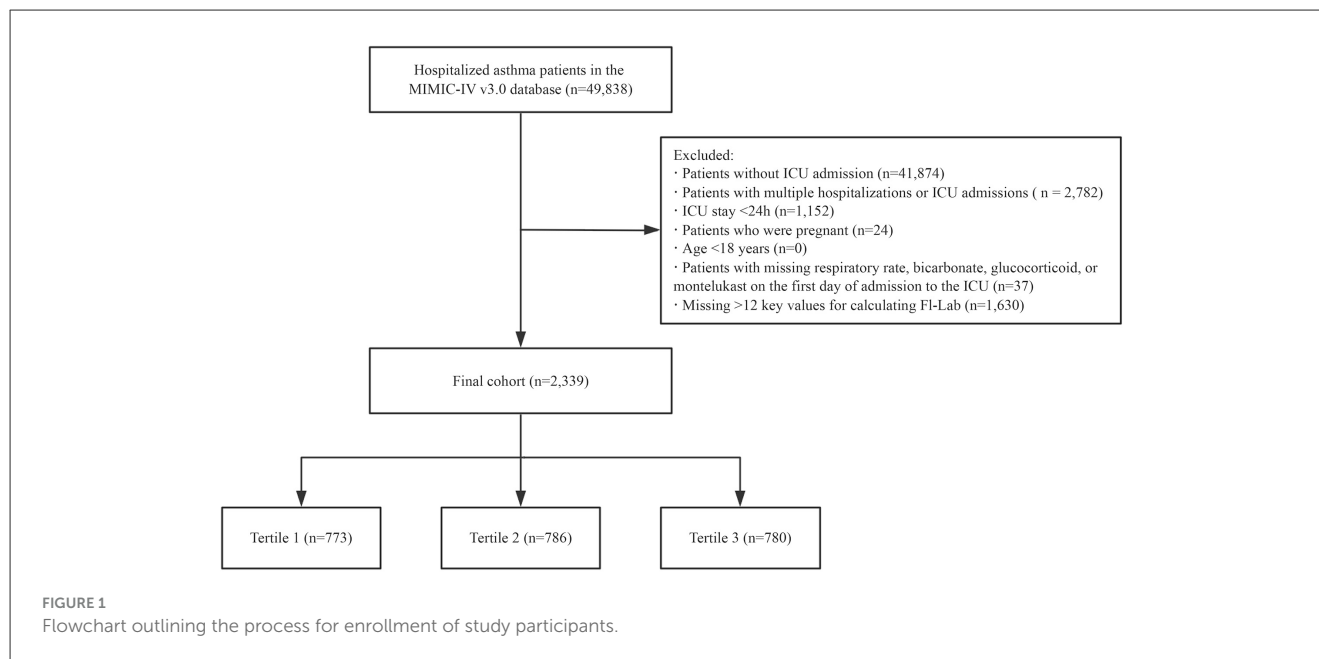 Hospitalized asthma patients in the
MIMIC-IV v3.0 database (n=49,838)
Excluded:
· Patients without ICU admission (n=41,874)
· Patients with multiple hospitalizations or ICU admissions ( n = 2,782)
· ICU stay <24h (n=1,152)
· Patients who were pregnant (n=24)
· Age <18 years (n=0)
· Patients with missing respiratory rate, bicarbonate, glucocorticoid, or
montelukast on the first day of admission to the ICU (n=37)
· Missing >12 key values for calculating Fl-Lab (n=1,630)
Final cohort (n=2,339)
Tertile 1 (n=773)
Tertile 2 (n=786)
Tertile 3 (n=780)
FIGURE 1
Flowchart outlining the process for enrollment of study participants.